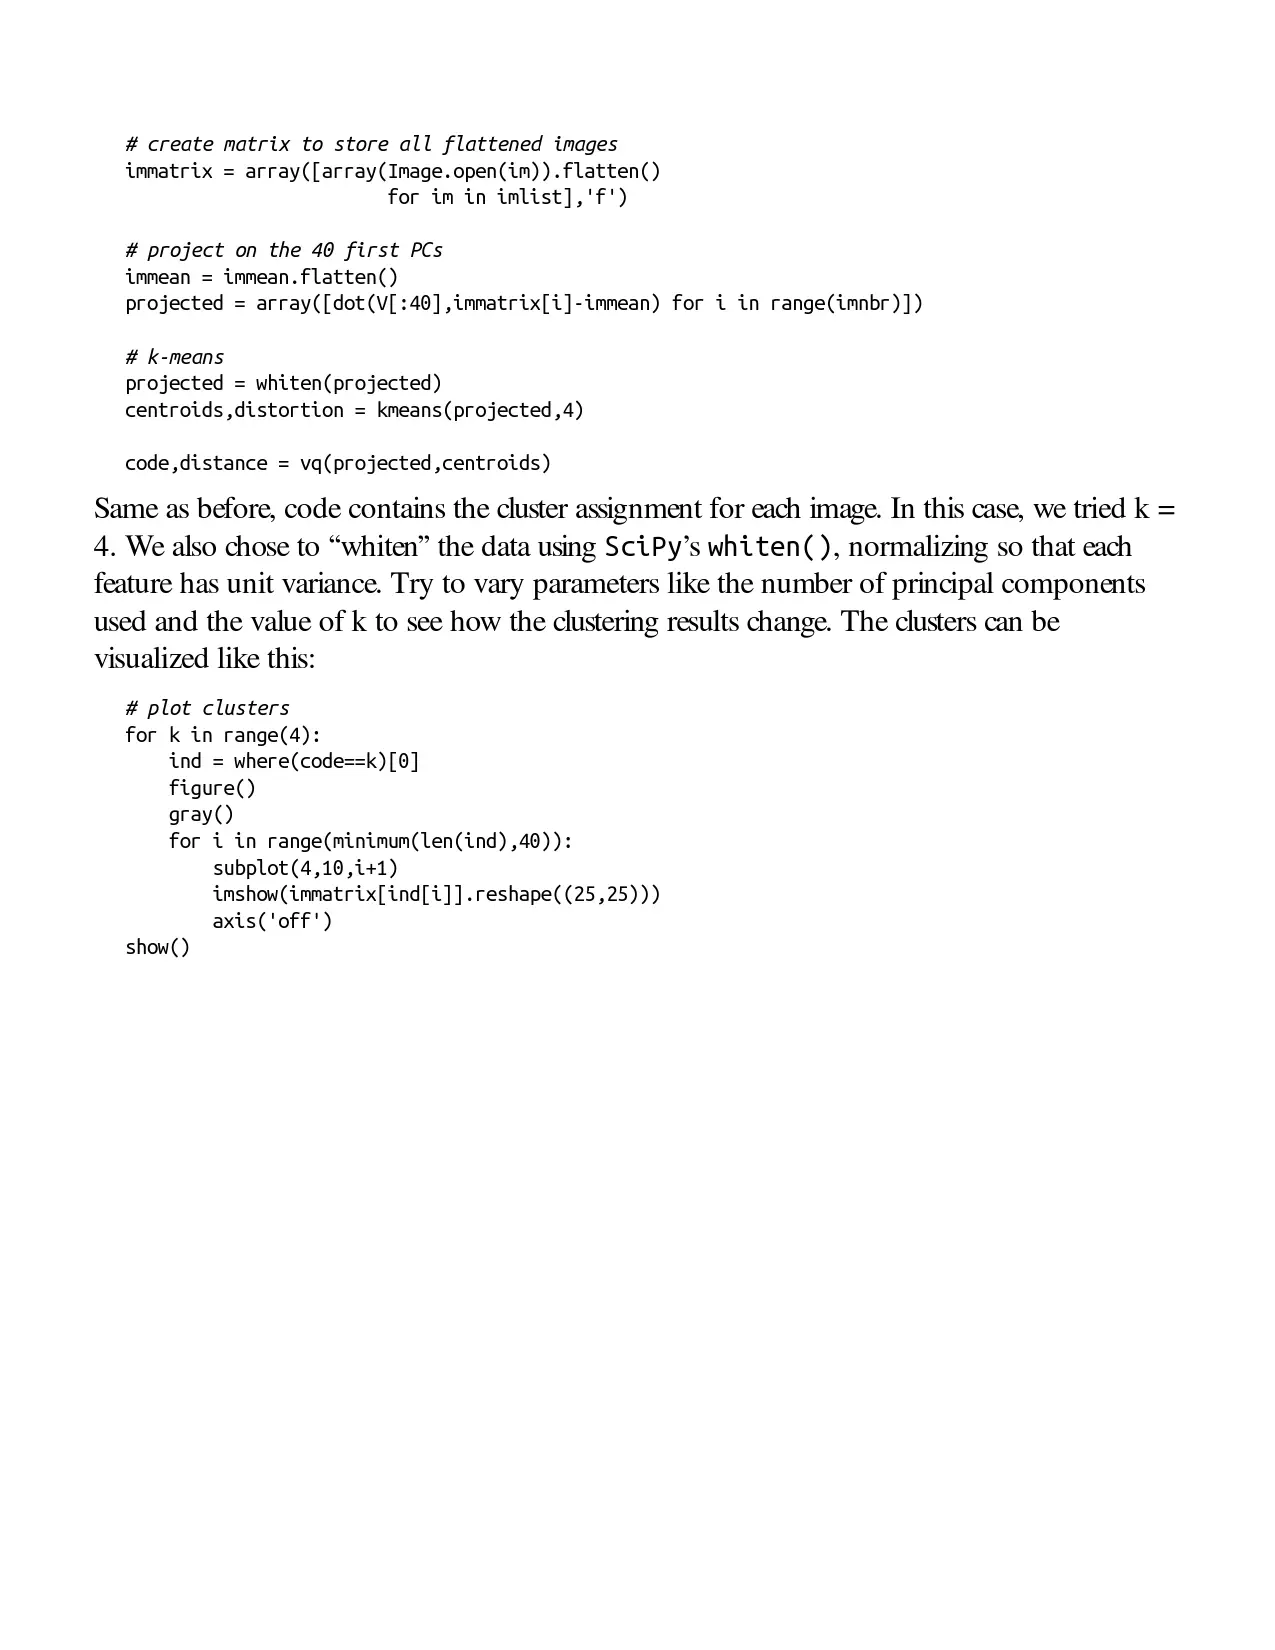 # create matrix to store all flattened images
immatrix = array([array(Image.open(im)).flatten()
                        for im in imlist],'f')

# project on the 40 first PCs
immean = immean.flatten()
projected = array([dot(V[:40],immatrix[i]-immean) for i in range(imnbr)])

# k-means
projected = whiten(projected)
centroids,distortion = kmeans(projected,4)

code,distance = vq(projected,centroids)
Same as before, code contains the cluster assignment for each image. In this case, we tried k =
4. We also chose to “whiten” the data using SciPy’s whiten(), normalizing so that each
feature has unit variance. Try to vary parameters like the number of principal components
used and the value of k to see how the clustering results change. The clusters can be
visualized like this:
# plot clusters
for k in range(4):
    ind = where(code==k)[0]
    figure()
    gray()
    for i in range(minimum(len(ind),40)):
        subplot(4,10,i+1)
        imshow(immatrix[ind[i]].reshape((25,25)))
        axis('off')
show()